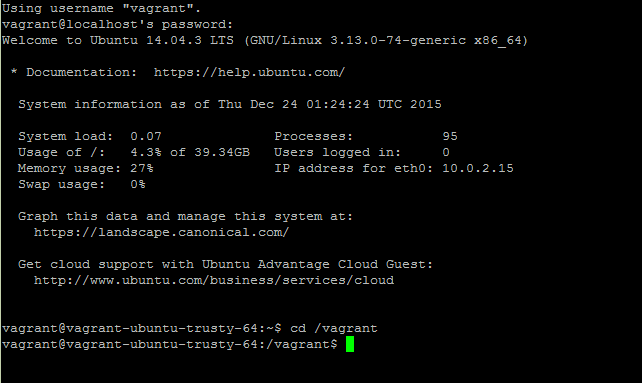 Using username "vagrant".
vagrant@localhost's password:
Welcome to Ubuntu 14.04.3 LTS (GNU/Linux 3.13.0-74-generic x86_64)
* Documentation:  https://help.ubuntu.com/
System information as of Thu Dec 24 01:24:24 UTC 2015
System load:  0.07              Processes:           95
Usage of /:   4.3% of 39.34GB   Users logged in:     0
Memory usage: 27%               IP address for eth0: 10.0.2.15
Swap usage:   0%
Graph this data and manage this system at:
https://landscape.canonical.com/
Get cloud support with Ubuntu Advantage Cloud Guest:
http://www.ubuntu.com/business/services/cloud
vagrant@vagrant-ubuntu-trusty-64:~$ cd /vagrant
vagrant@vagrant-ubuntu-trusty-64:/vagrant$